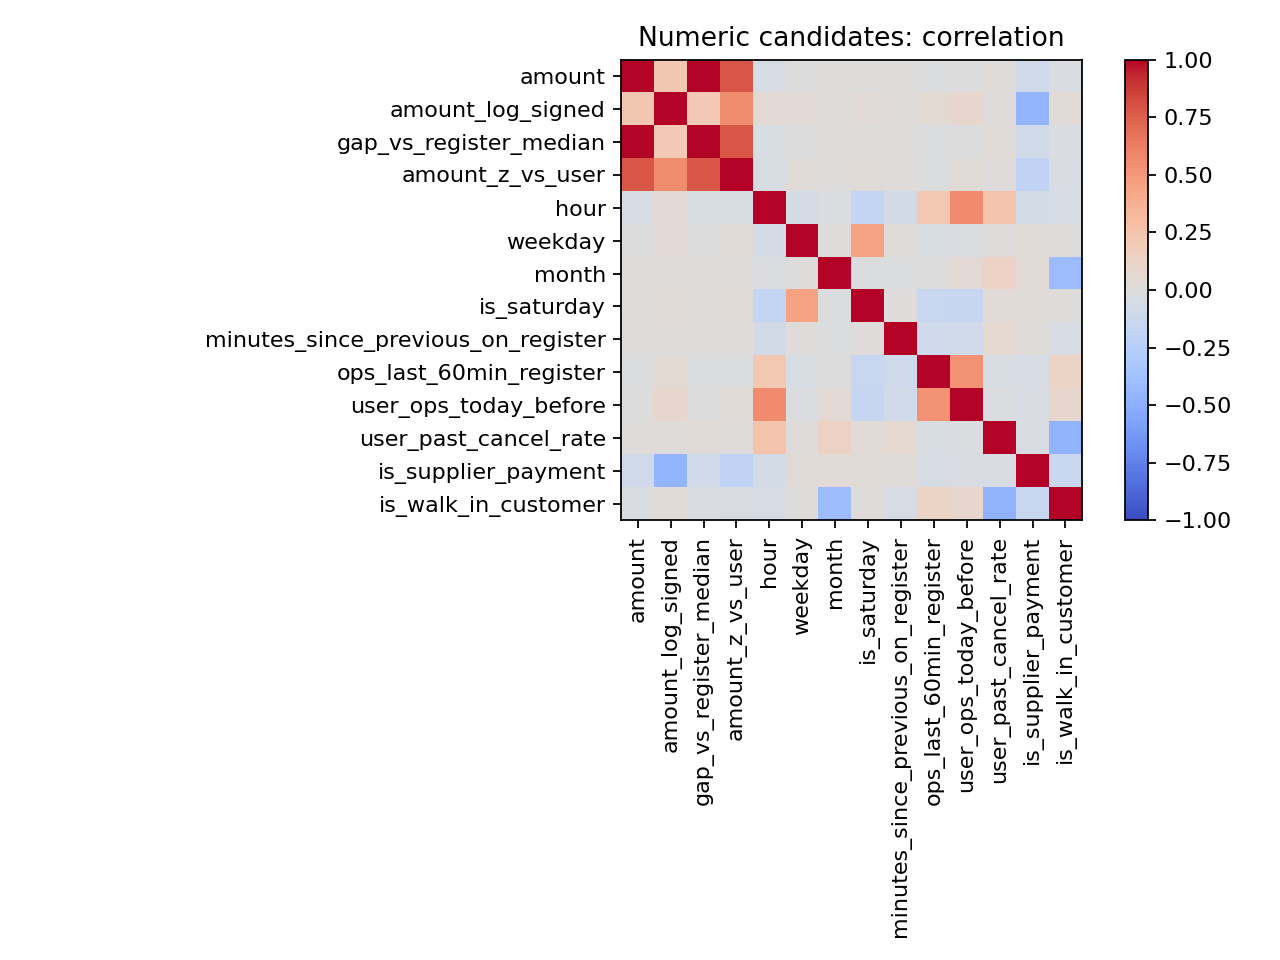 Numeric candidates: correlation
amount
amount_log_signed
gap_vs_register_median
amount_z_vs_user
hour
weekday
month
is_saturday
minutes_since_previous_on_register
ops_last_60min_register
user_ops_today_before
user_past_cancel_rate
is_supplier_payment
is_walk_in_customer
amount
amount_log_signed
gap_vs_register_median
amount_z_vs_user
hour
weekday
month
is_saturday
minutes_since_previous_on_register
ops_last_60min_register
user_ops_today_before
user_past_cancel_rate
is_supplier_payment
is_walk_in_customer
1.00
0.75
0.50
0.25
0.00
−0.25
−0.50
−0.75
−1.00